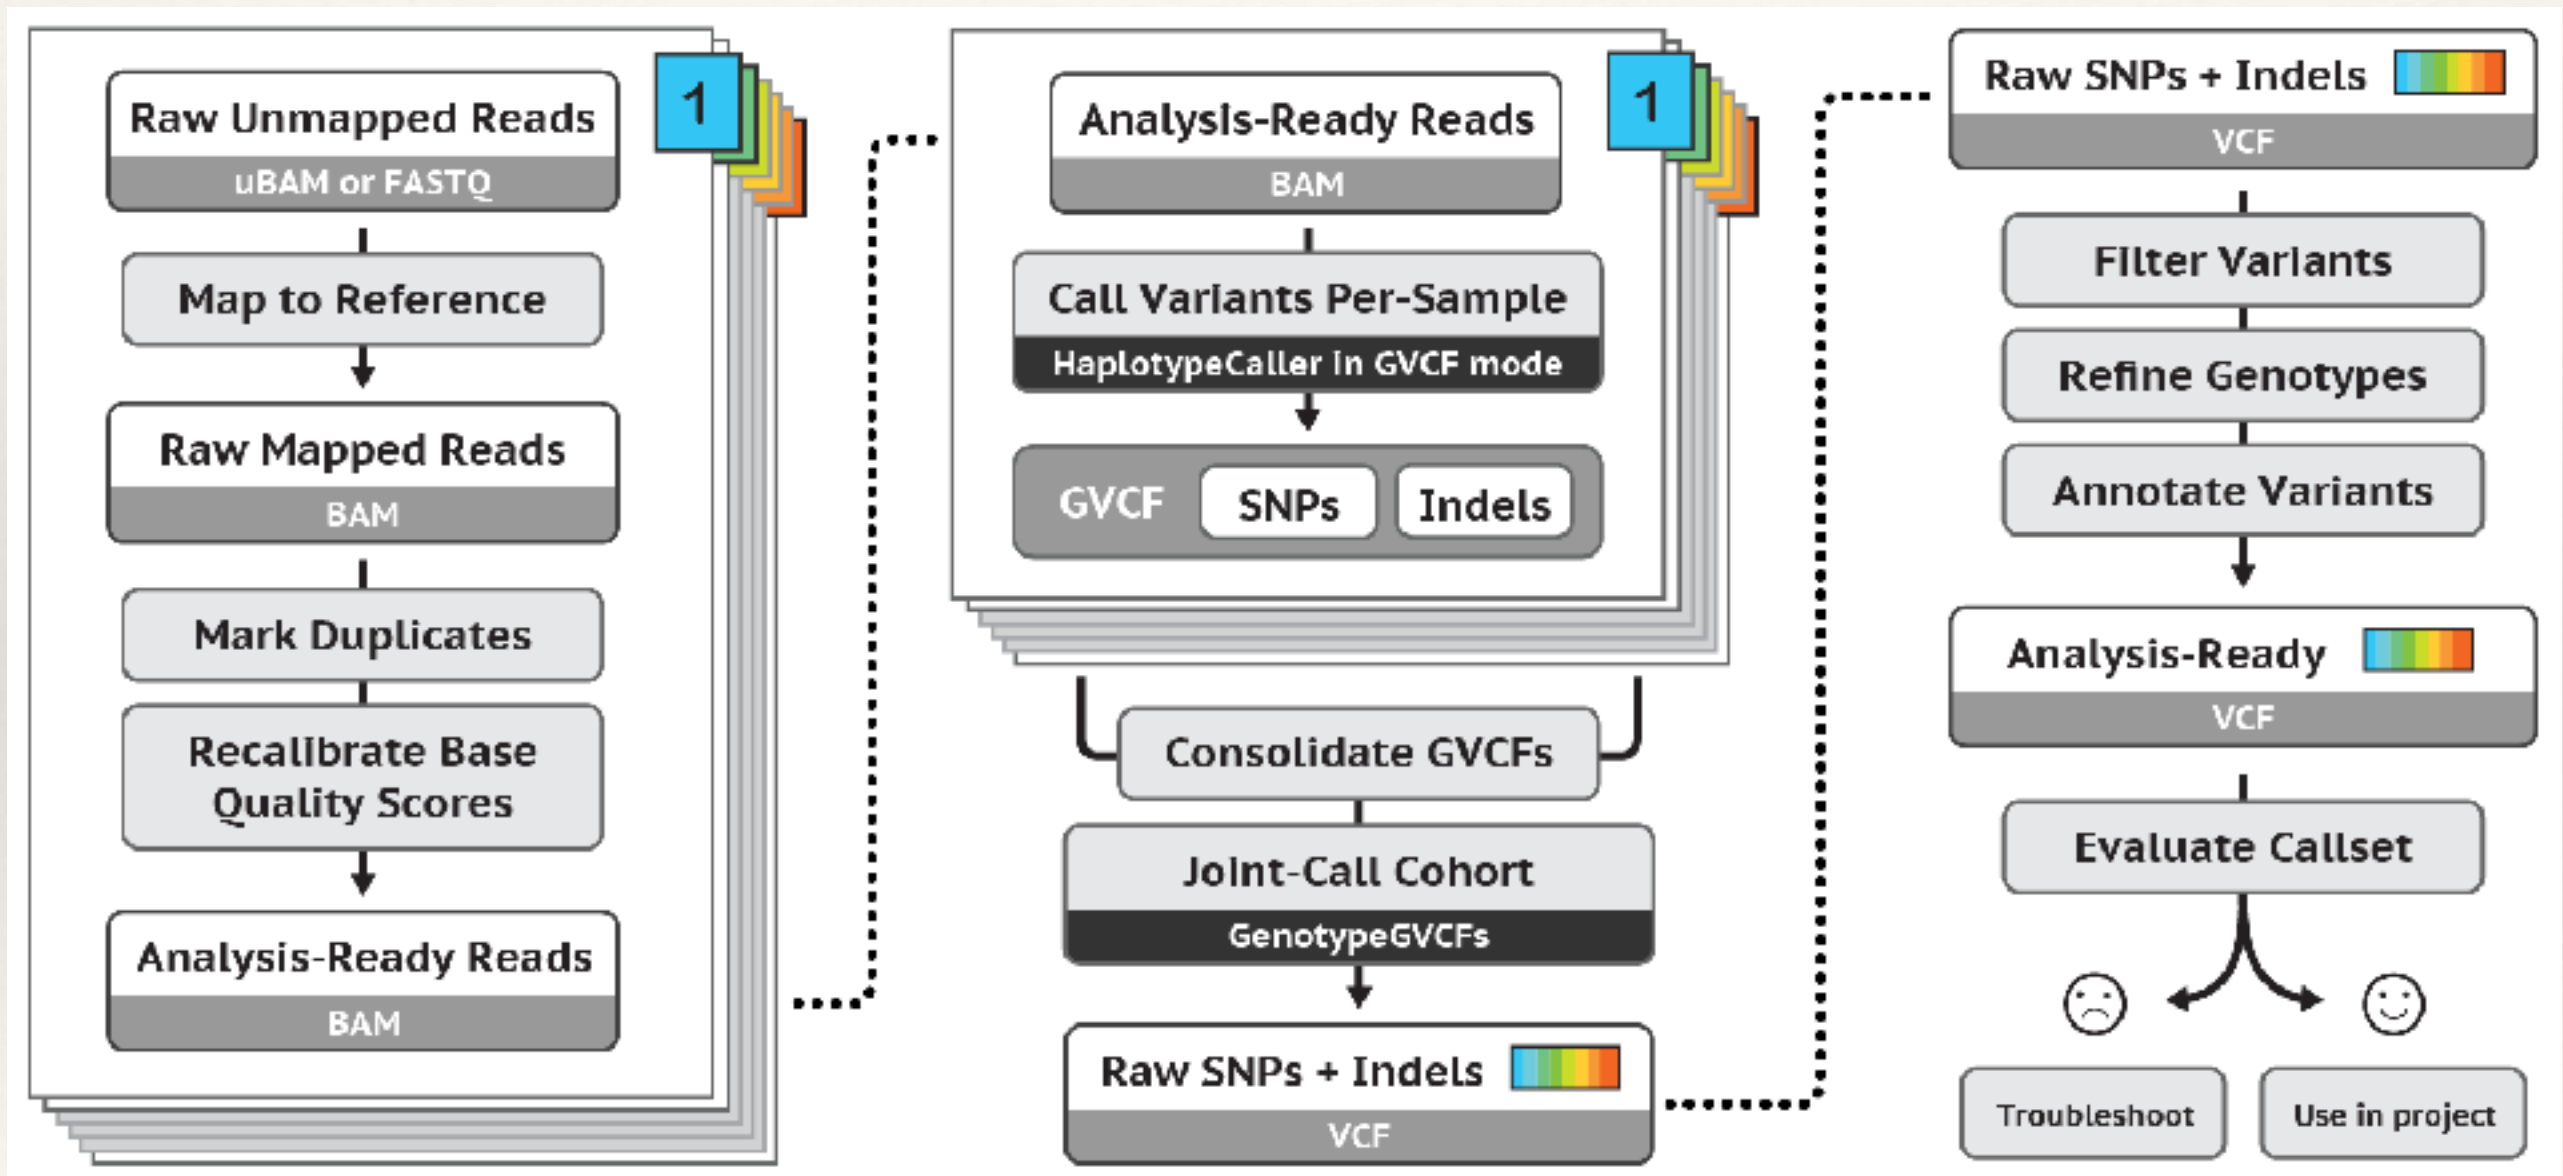 1
Raw Unmapped Reads
uBAM or FASTQ
Map to Reference
Raw Mapped Reads
BAM
Mark Duplicates
Recalibrate Base
Quality Scores
Analysis-Ready Reads
BAM
1
Analysis-Ready Reads
BAM
Call Variants Per-Sample
HaplotypeCaller in GVCF mode
GVCF SNPs Indels
Consolidate GVCFs
Joint-Call Cohort
GenotypeGVCFs
Raw SNPs + Indels
VCF
Raw SNPs + Indels
VCF
Filter Variants
Refine Genotypes
Annotate Variants
Analysis-Ready
VCF
Evaluate Callset
Troubleshoot
Use in project